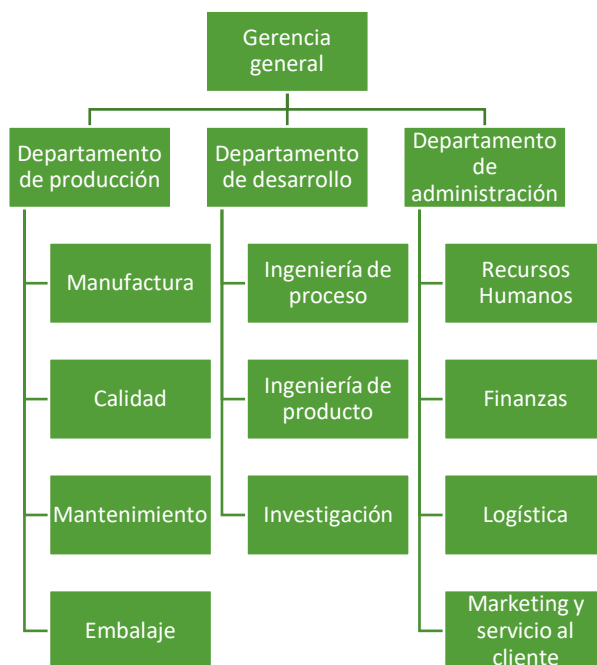 Gerencia
general
Departamento
de producción
Departamento
de desarrollo
Departamento
de
administración
Manufactura
Ingeniería de
proceso
Recursos
Humanos
Calidad
Ingeniería de
producto
Finanzas
Mantenimiento
Investigación
Logística
Embalaje
Marketing y
servicio al
cliente